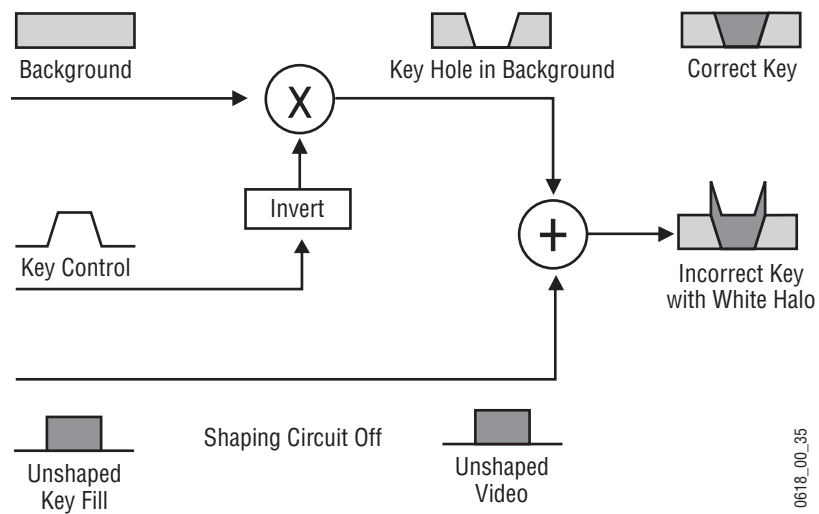 Background
Key Hole in Background
Correct Key
X
Invert
Key Control
+
Incorrect Key
with White Halo
Unshaped
Key Fill
Shaping Circuit Off
Unshaped
Video
0618_00_35